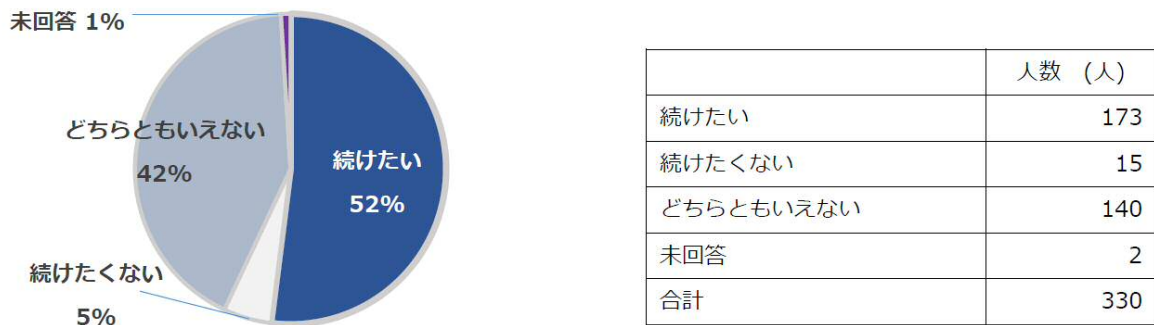 未回答 1%
どちらともいえない
42%
続けたい
52%
続けたくない
5%
人数 (人)
続けたい 173
続けたくない 15
どちらともいえない 140
未回答 2
合計 330